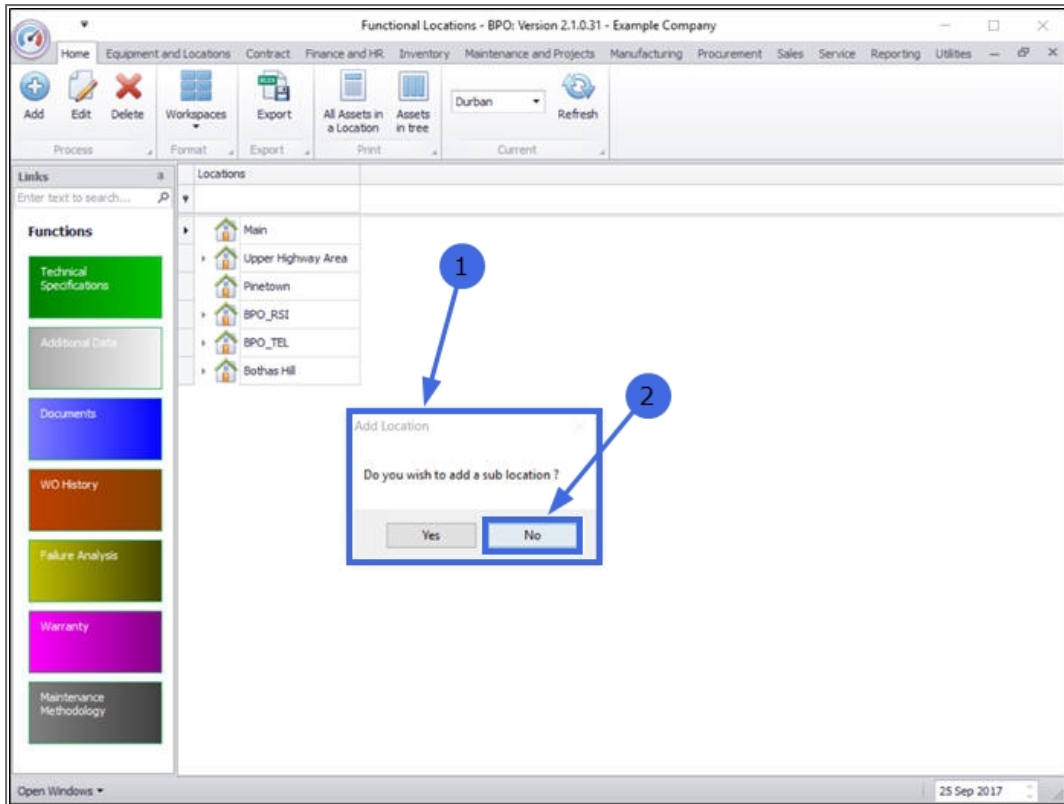 Functional Locations - BPO: Version 2.1.0.31 - Example Company
Home Equipment and Locations Contract Finance and HR Inventory Maintenance and Projects Manufacturing Procurement Sales Service Reporting Utilities
Add Edit Delete Workspaces Export All Assets in a Location Assets in tree Durban Refresh
Process Format Export Print Current
Links
Enter text to search...
Functions
Technical
Specifications
Additional Data
Documents
WO History
Failure Analysis
Warranty
Maintenance
Methodology
Locations
Main
Upper Highway Area
Pinetown
BPO_RSI
BPO_TEL
Bothas Hill
1
2
Add Location
Do you wish to add a sub location ?
Yes No
Open Windows 25 Sep 2017